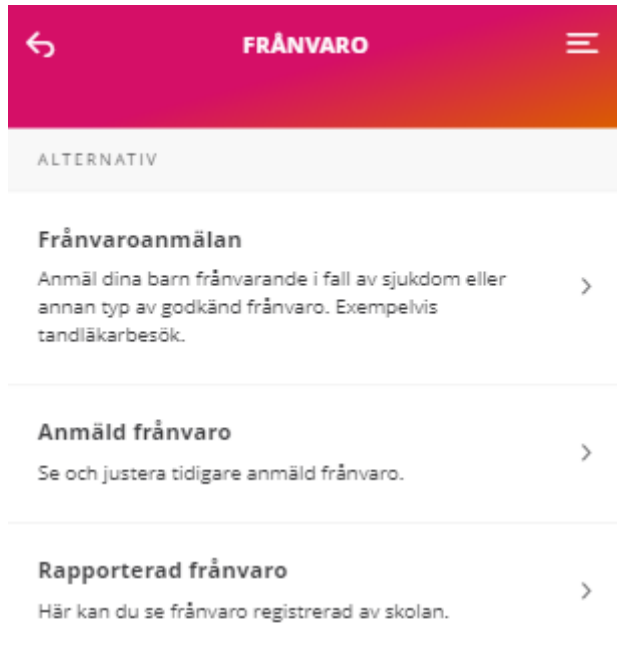 FRÅNVARO
ALTERNATIV
Frånvaroanmälan
Anmäl dina barn frånvarande i fall av sjukdom eller
annan typ av godkänd frånvaro. Exempelvis
tandläkarbesök.
Anmäld frånvaro
Se och justera tidigare anmäld frånvaro.
Rapporterad frånvaro
Här kan du se frånvaro registrerad av skolan.